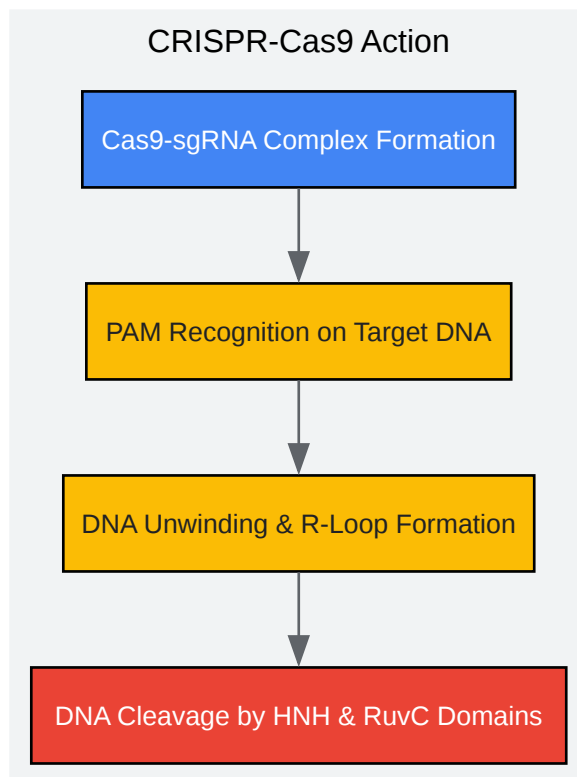 CRISPR-Cas9 Action
Cas9-sgRNA Complex Formation
PAM Recognition on Target DNA
DNA Unwinding & R-Loop Formation
DNA Cleavage by HNH & RuvC Domains